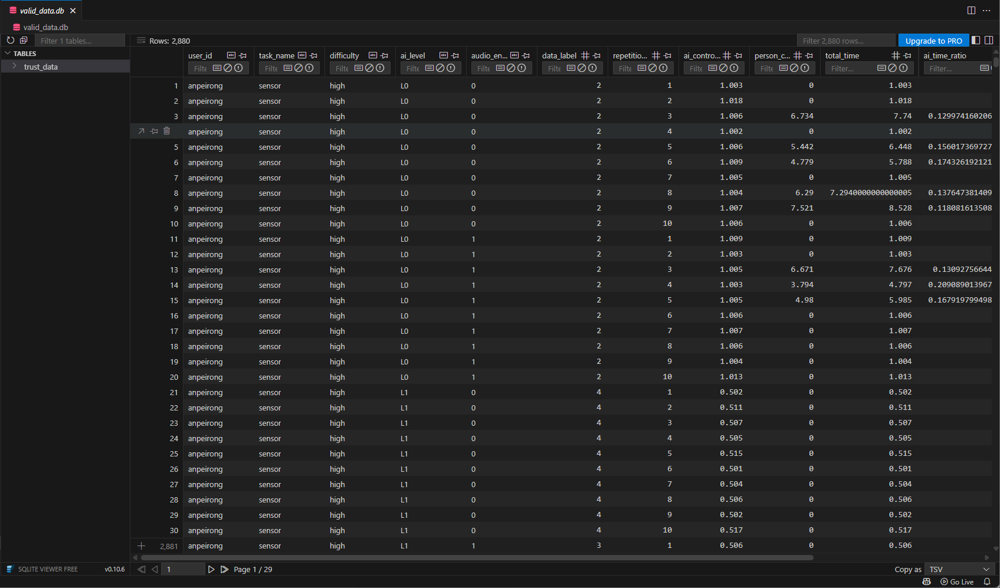 valid_data.db
valid_data.db
Filter 1 tables... Rows: 2,880 Filter 2,880 rows... Upgrade to PRO
TABLES
trust_data
user_id task_name difficulty ai_level audio_en... data_label repetitio... ai_contro... person_c... total_time ai_time_ratio
Filte Filte Filte Filte Filte Filte Filte Filte Filte Filter... Filter...
1 anpeirong sensor high L0 0 2 1 1.003 0 1.003
2 anpeirong sensor high L0 0 2 2 1.018 0 1.018
3 anpeirong sensor high L0 0 2 3 1.006 6.734 7.74 0.129974160206
anpeirong sensor high L0 0 2 4 1.002 0 1.002
5 anpeirong sensor high L0 0 2 5 1.006 5.442 6.448 0.156017369727
6 anpeirong sensor high L0 0 2 6 1.009 4.779 5.788 0.174326192121
7 anpeirong sensor high L0 0 2 7 1.005 0 1.005
8 anpeirong sensor high L0 0 2 8 1.004 6.29 7.2940000000000005 0.137647381409
9 anpeirong sensor high L0 0 2 9 1.007 7.521 8.528 0.118081613508
10 anpeirong sensor high L0 0 2 10 1.006 0 1.006
11 anpeirong sensor high L0 1 2 1 1.009 0 1.009
12 anpeirong sensor high L0 1 2 2 1.003 0 1.003
13 anpeirong sensor high L0 1 2 3 1.005 6.671 7.676 0.13092756644
14 anpeirong sensor high L0 1 2 4 1.003 3.794 4.797 0.209089013967
15 anpeirong sensor high L0 1 2 5 1.005 4.98 5.985 0.167919799498
16 anpeirong sensor high L0 1 2 6 1.006 0 1.006
17 anpeirong sensor high L0 1 2 7 1.007 0 1.007
18 anpeirong sensor high L0 1 2 8 1.006 0 1.006
19 anpeirong sensor high L0 1 2 9 1.004 0 1.004
20 anpeirong sensor high L0 1 2 10 1.013 0 1.013
21 anpeirong sensor high L1 0 4 1 0.502 0 0.502
22 anpeirong sensor high L1 0 4 2 0.511 0 0.511
23 anpeirong sensor high L1 0 4 3 0.507 0 0.507
24 anpeirong sensor high L1 0 4 4 0.505 0 0.505
25 anpeirong sensor high L1 0 4 5 0.515 0 0.515
26 anpeirong sensor high L1 0 4 6 0.501 0 0.501
27 anpeirong sensor high L1 0 4 7 0.504 0 0.504
28 anpeirong sensor high L1 0 4 8 0.506 0 0.506
29 anpeirong sensor high L1 0 4 9 0.502 0 0.502
30 anpeirong sensor high L1 0 4 10 0.517 0 0.517
2,881 anpeirong sensor high L1 1 3 1 0.506 0 0.506
SQLITE VIEWER FREE v0.10.6 1 Page 1 / 29 Copy as TSV
Go Live